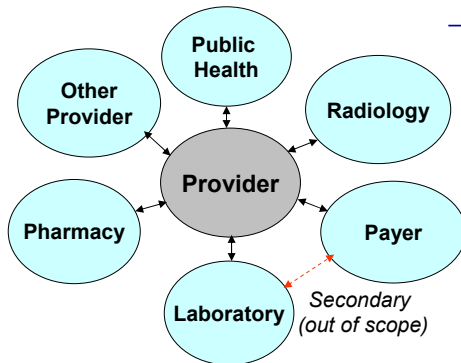 Public
Health
Other
Provider
Radiology
Provider
Pharmacy
Payer
Laboratory
Secondary
(out of scope)